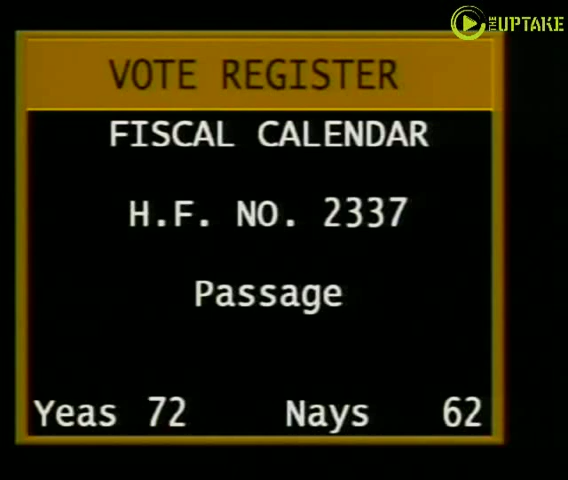 THE UPTAKE
VOTE REGISTER
FISCAL CALENDAR
H.F. NO. 2337
Passage
Yeas 72 Nays 62